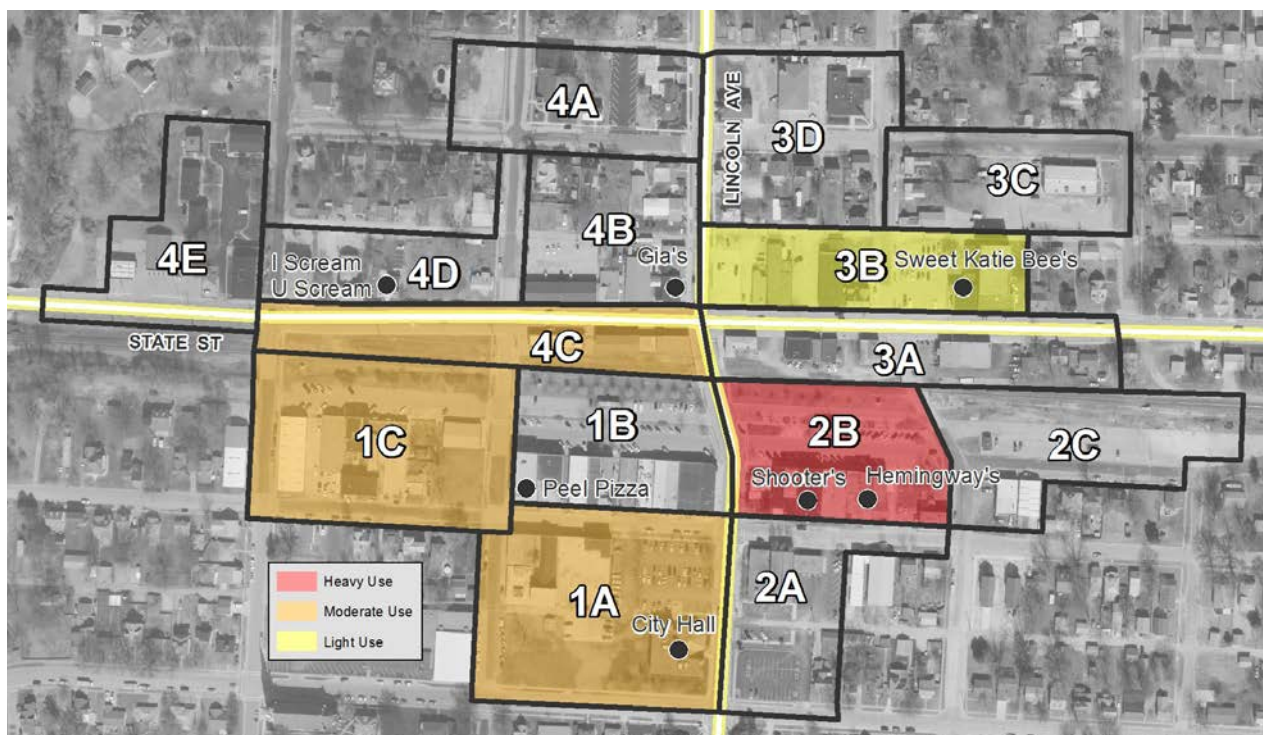 4A
LINCOLN AVE
3D
3C
4B
Gia's
4E
I Scream
U Scream
4D
3B
Sweet Katie Bee's
STATE ST
4C
3A
1C
1B
2B
2C
Peel Pizza
Shooter's
Hemingway's
Heavy Use
Moderate Use
Light Use
1A
City Hall
2A